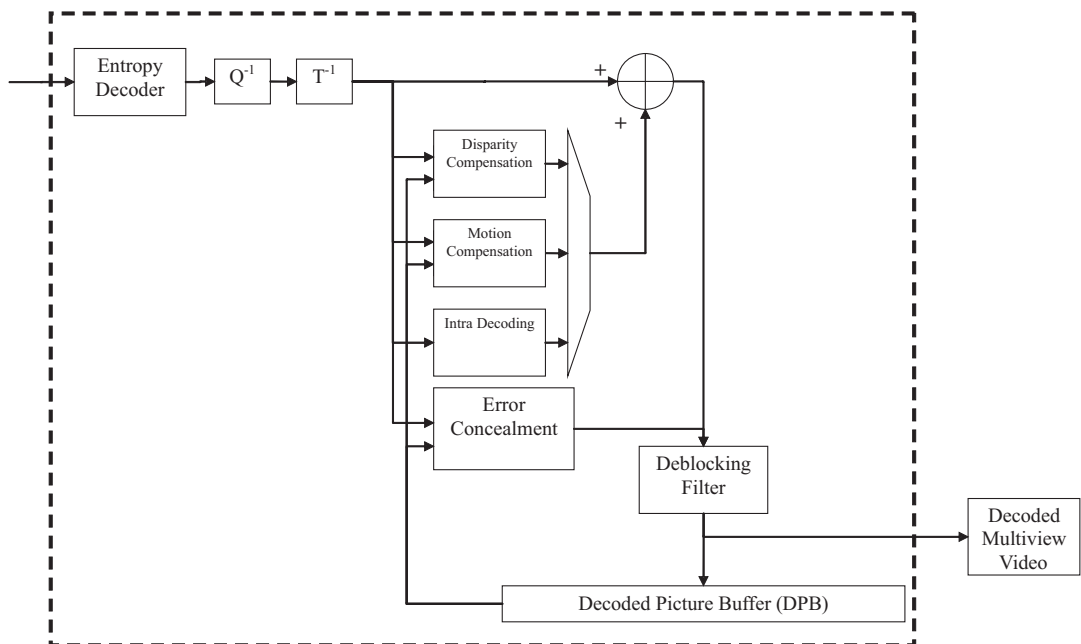 Entropy
Decoder
Q-1
T-1
+
+
Disparity
Compensation
Motion
Compensation
Intra Decoding
Error
Concealment
Deblocking
Filter
Decoded
Multiview
Video
Decoded Picture Buffer (DPB)